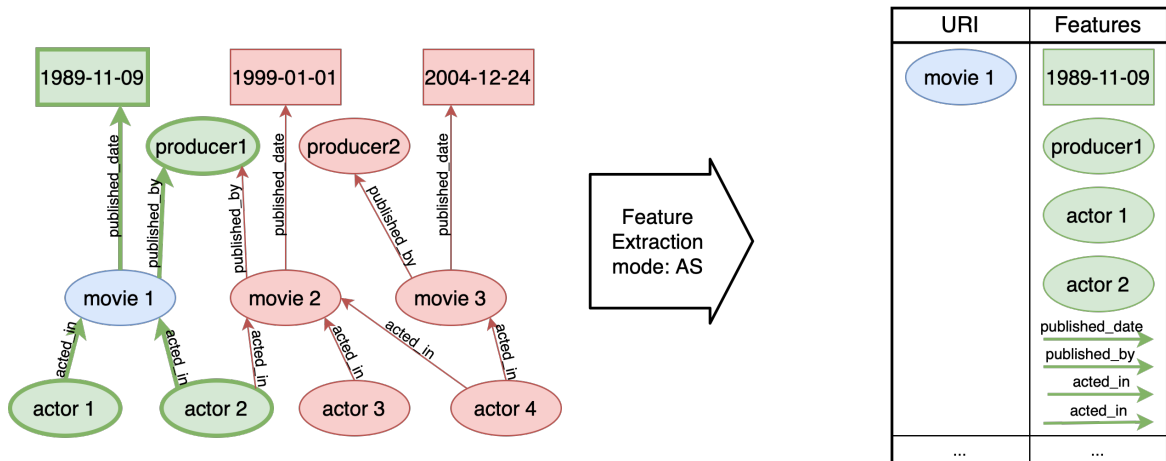 URI Features
1989-11-09 1999-01-01 2004-12-24
movie 1 1989-11-09
producer1 producer2
producer1
published_date published_by published_by published_date published_by published_date
Feature
Extraction
mode: AS
actor 1
movie 1 movie 2 movie 3
actor 2
acted_in acted_in acted_in acted_in acted_in acted_in
published_date
published_by
acted_in
acted_in
actor 1 actor 2 actor 3 actor 4
... ...